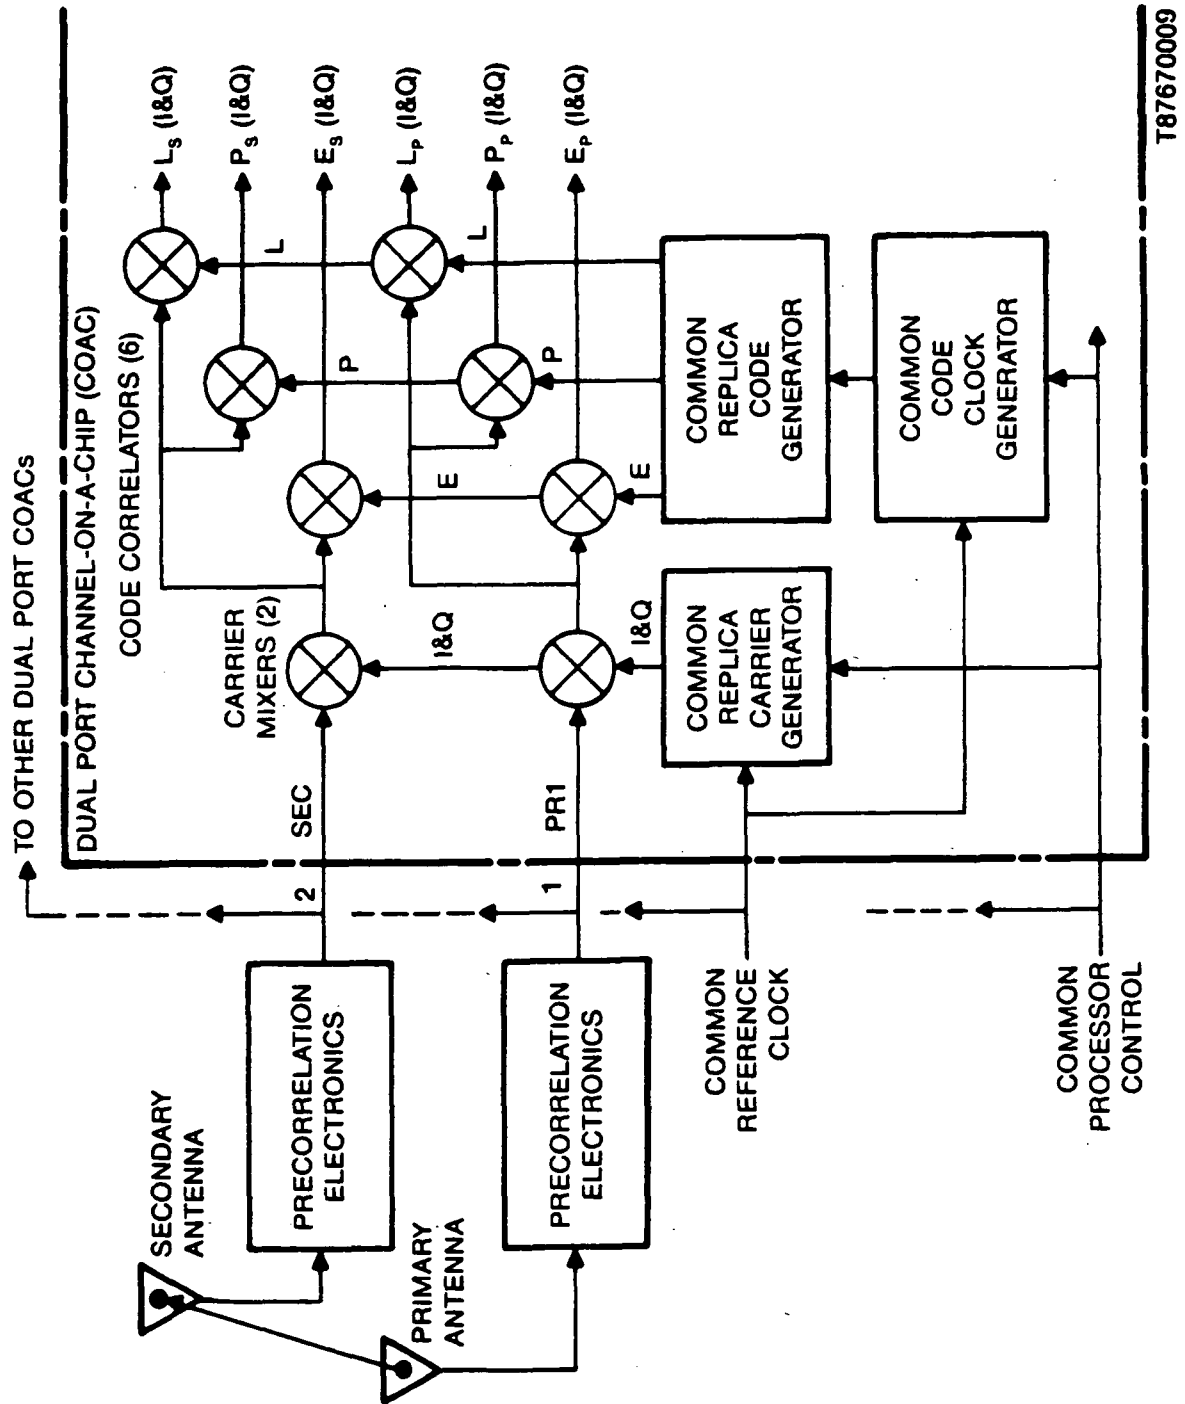 TO OTHER DUAL PORT COACs
DUAL PORT CHANNEL-ON-A-CHIP (COAC)
CODE CORRELATORS (6)
CARRIER
MIXERS (2)
SECONDARY
ANTENNA
PRIMARY
ANTENNA
PRECORRELATION
ELECTRONICS
2
SEC
PRECORRELATION
ELECTRONICS
1
PR1
I&Q
I&Q
E
P
L
E
P
L
L_S (I&Q)
P_S (I&Q)
E_S (I&Q)
L_P (I&Q)
P_P (I&Q)
E_P (I&Q)
COMMON
REFERENCE
CLOCK
COMMON
REPLICA
CARRIER
GENERATOR
COMMON
REPLICA
CODE
GENERATOR
COMMON
CODE
CLOCK
GENERATOR
COMMON
PROCESSOR
CONTROL
T87670009